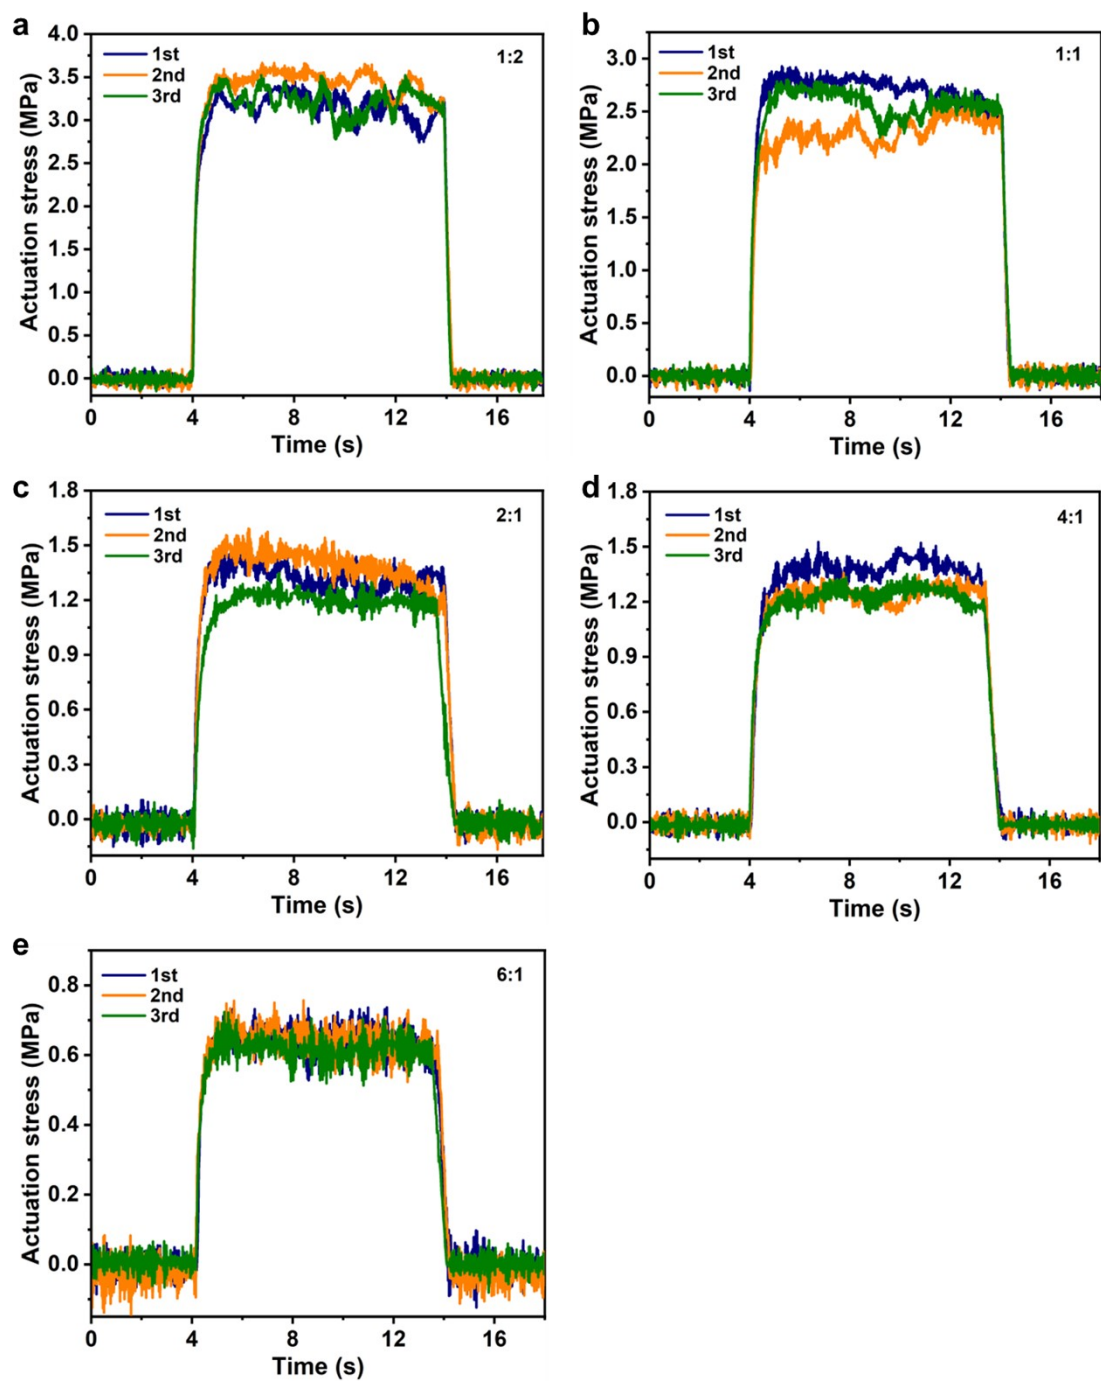 a
4.0
3.5
3.0
2.5
2.0
1.5
1.0
0.5
0.0
Actuation stress (MPa)
1st
2nd
3rd
1:2
0 4 8 12 16
Time (s)
b
3.0
2.5
2.0
1.5
1.0
0.5
0.0
Actuation stress (MPa)
1st
2nd
3rd
1:1
0 4 8 12 16
Time (s)
c
1.8
1.5
1.2
0.9
0.6
0.3
0.0
Actuation stress (MPa)
1st
2nd
3rd
2:1
0 4 8 12 16
Time (s)
d
1.8
1.5
1.2
0.9
0.6
0.3
0.0
Actuation stress (MPa)
1st
2nd
3rd
4:1
0 4 8 12 16
Time (s)
e
0.8
0.6
0.4
0.2
0.0
Actuation stress (MPa)
1st
2nd
3rd
6:1
0 4 8 12 16
Time (s)